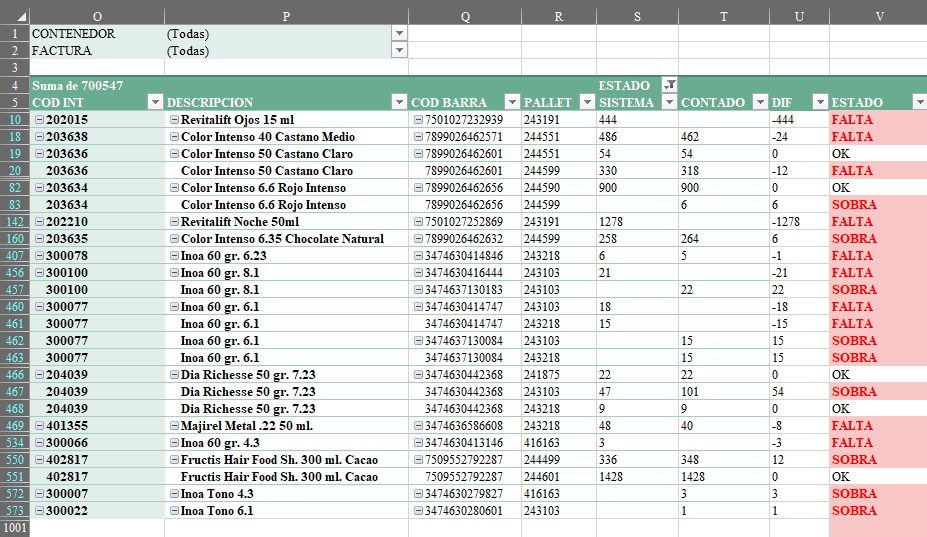 O P Q R S T U V
1 CONTENEDOR (Todas)
2 FACTURA (Todas)
3
4 Suma de 700547 ESTADO
5 COD INT DESCRIPCION COD BARRA PALLET SISTEMA CONTADO DIF ESTADO
10 202015 Revitalift Ojos 15 ml 7501027232939 243191 444 -444 FALTA
18 203638 Color Intenso 40 Castano Medio 7899026462571 244551 486 462 -24 FALTA
19 203636 Color Intenso 50 Castano Claro 7899026462601 244551 54 54 0 OK
20 203636 Color Intenso 50 Castano Claro 7899026462601 244599 330 318 -12 FALTA
82 203634 Color Intenso 6.6 Rojo Intenso 7899026462656 244590 900 900 0 OK
83 203634 Color Intenso 6.6 Rojo Intenso 7899026462656 244599 6 6 SOBRA
142 202210 Revitalift Noche 50ml 7501027252869 243191 1278 -1278 FALTA
160 203635 Color Intenso 6.35 Chocolate Natural 7899026462632 244599 258 264 6 SOBRA
407 300078 Inoa 60 gr. 6.23 3474630414846 243218 6 5 -1 FALTA
456 300100 Inoa 60 gr. 8.1 3474630416444 243103 21 -21 FALTA
457 300100 Inoa 60 gr. 8.1 3474637130183 243103 22 22 SOBRA
460 300077 Inoa 60 gr. 6.1 3474630414747 243103 18 -18 FALTA
461 300077 Inoa 60 gr. 6.1 3474630414747 243218 15 -15 FALTA
462 300077 Inoa 60 gr. 6.1 3474637130084 243103 15 15 SOBRA
463 300077 Inoa 60 gr. 6.1 3474637130084 243218 15 15 SOBRA
466 204039 Dia Richesse 50 gr. 7.23 3474630442368 241875 22 22 0 OK
467 204039 Dia Richesse 50 gr. 7.23 3474630442368 243103 47 101 54 SOBRA
468 204039 Dia Richesse 50 gr. 7.23 3474630442368 243218 9 9 0 OK
469 401355 Majirel Metal .22 50 ml. 3474636586608 243218 48 40 -8 FALTA
534 300066 Inoa 60 gr. 4.3 3474630413146 416163 3 -3 FALTA
550 402817 Fructis Hair Food Sh. 300 ml. Cacao 7509552792287 244499 336 348 12 SOBRA
551 402817 Fructis Hair Food Sh. 300 ml. Cacao 7509552792287 244601 1428 1428 0 OK
572 300007 Inoa Tono 4.3 3474630279827 416163 3 3 SOBRA
573 300022 Inoa Tono 6.1 3474630280601 243103 1 1 SOBRA
1001